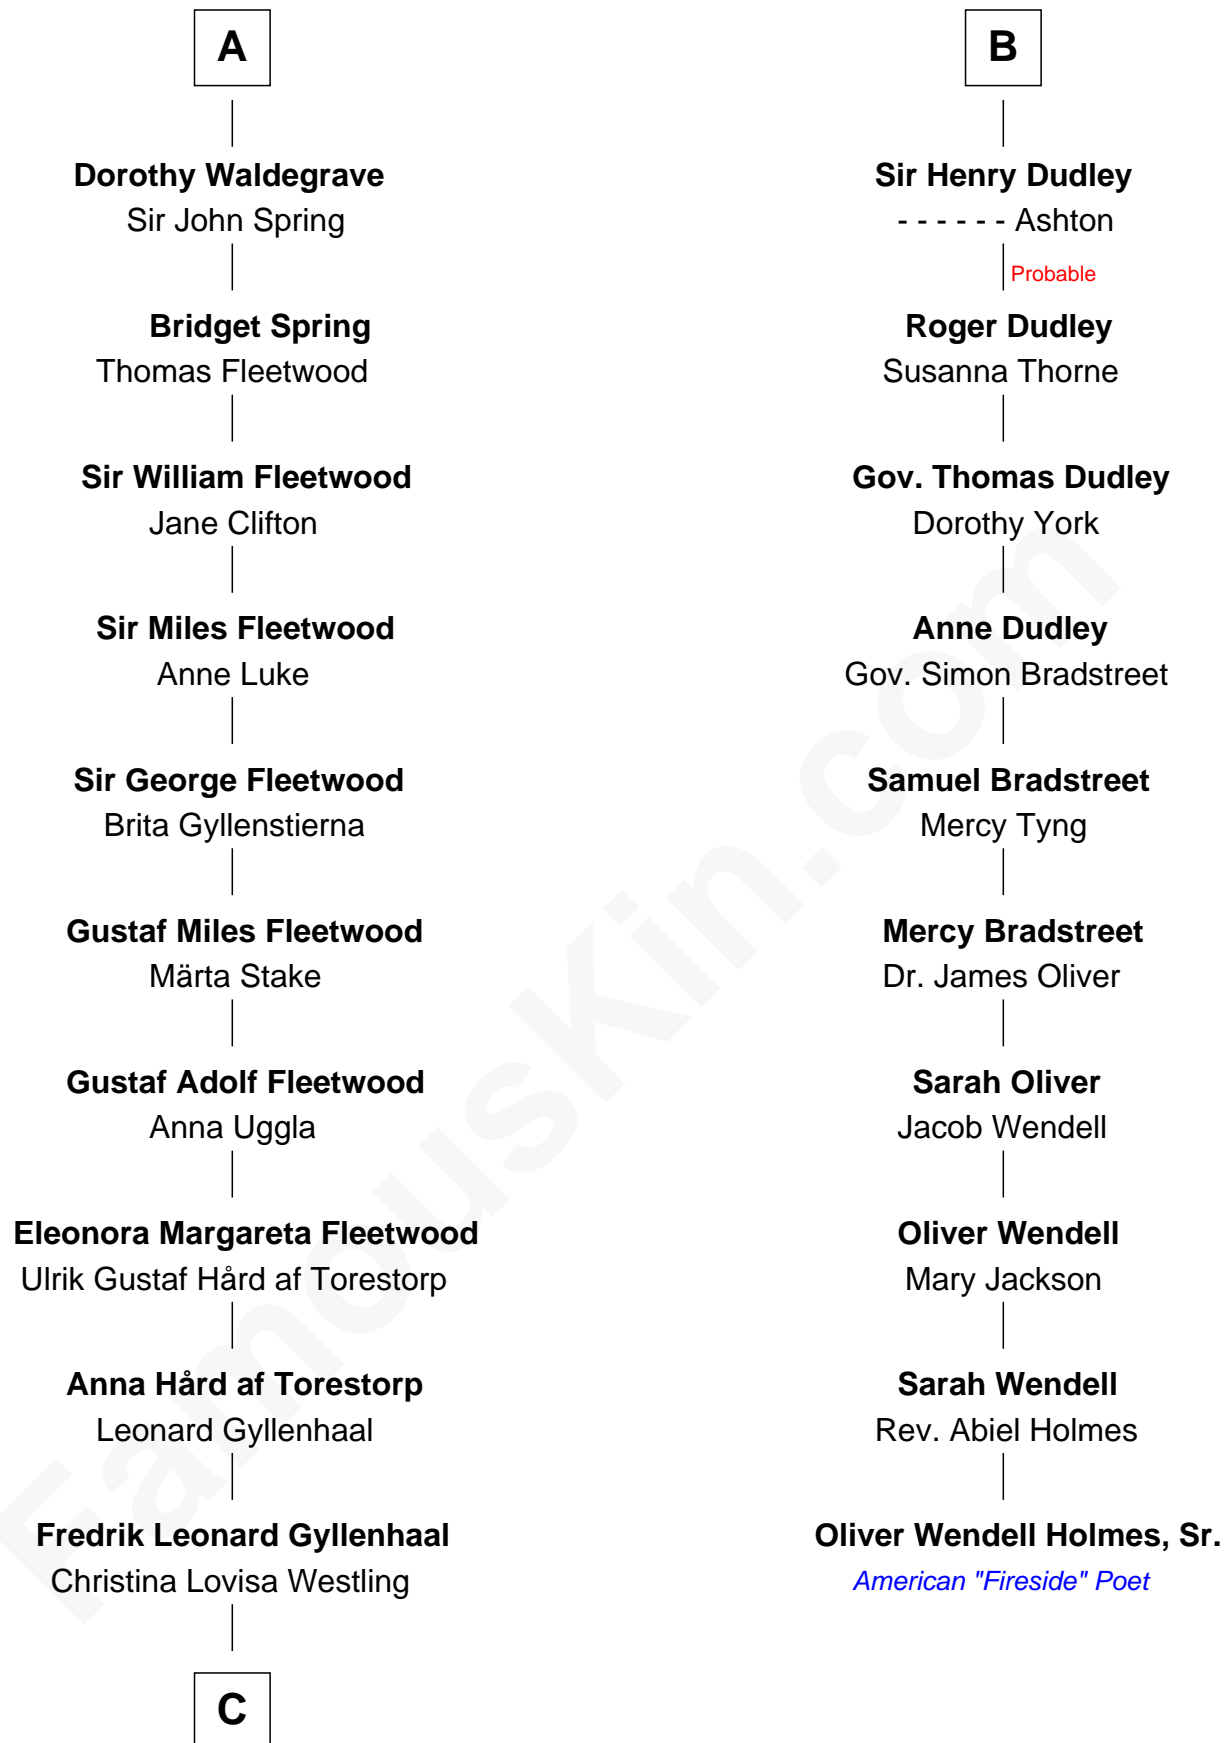 A
Dorothy Waldegrave
Sir John Spring
Bridget Spring
Thomas Fleetwood
Sir William Fleetwood
Jane Clifton
Sir Miles Fleetwood
Anne Luke
Sir George Fleetwood
Brita Gyllenstierna
Gustaf Miles Fleetwood
Märta Stake
Gustaf Adolf Fleetwood
Anna Uggla
Eleonora Margareta Fleetwood
Ulrik Gustaf Hård af Torestorp
Anna Hård af Torestorp
Leonard Gyllenhaal
Fredrik Leonard Gyllenhaal
Christina Lovisa Westling
C
B
Sir Henry Dudley
- - - - - - Ashton
Probable
Roger Dudley
Susanna Thorne
Gov. Thomas Dudley
Dorothy York
Anne Dudley
Gov. Simon Bradstreet
Samuel Bradstreet
Mercy Tyng
Mercy Bradstreet
Dr. James Oliver
Sarah Oliver
Jacob Wendell
Oliver Wendell
Mary Jackson
Sarah Wendell
Rev. Abiel Holmes
Oliver Wendell Holmes, Sr.
American "Fireside" Poet
FamousKin.com